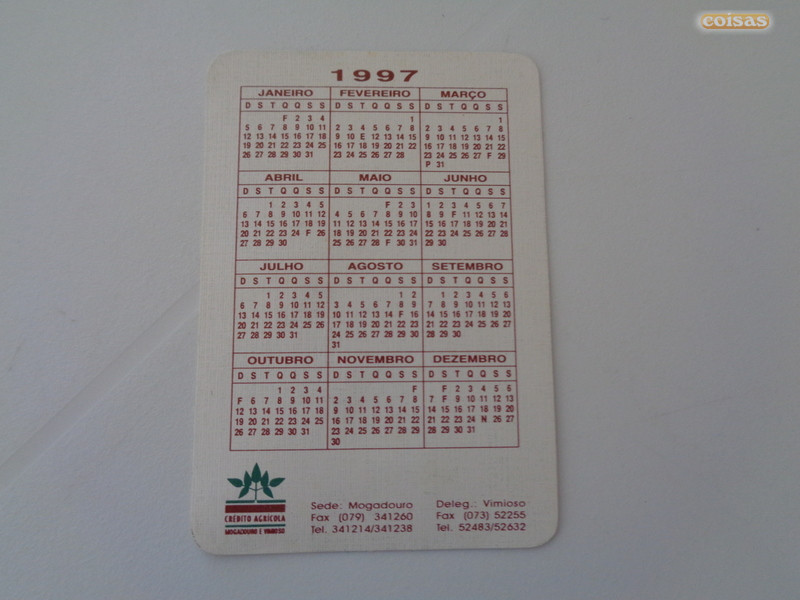 coisas
1997
JANEIRO FEVEREIRO MARÇO
D S T Q Q S S D S T Q Q S S D S T Q Q S S
F 2 3 4 1 1
5 6 7 8 9 10 11 2 3 4 5 6 7 8 2 3 4 5 6 7 8
12 13 14 15 16 17 18 9 10 E 12 13 14 15 9 10 11 12 13 14 15
19 20 21 22 23 24 25 16 17 18 19 20 21 22 16 17 18 19 20 21 22
26 27 28 29 30 31 23 24 25 26 27 28 23 24 25 26 27 F 29
P 31
ABRIL MAIO JUNHO
D S T Q Q S S D S T Q Q S S D S T Q Q S S
1 2 3 4 5 F 2 3 1 2 3 4 5 6 7
6 7 8 9 10 11 12 4 5 6 7 8 9 10 8 9 F 11 12 13 14
13 14 15 16 17 18 19 11 12 13 14 15 16 17 15 16 17 18 19 20 21
20 21 22 23 24 F 26 18 19 20 21 22 23 24 22 23 24 25 26 27 28
27 28 29 30 25 26 27 28 F 30 31 29 30
JULHO AGOSTO SETEMBRO
D S T Q Q S S D S T Q Q S S D S T Q Q S S
1 2 3 4 5 1 2 1 2 3 4 5 6
6 7 8 9 10 11 12 3 4 5 6 7 8 9 7 8 9 10 11 12 13
13 14 15 16 17 18 19 10 11 12 13 14 F 16 14 15 16 17 18 19 20
20 21 22 23 24 25 26 17 18 19 20 21 22 23 21 22 23 24 25 26 27
27 28 29 30 31 24 25 26 27 28 29 30 28 29 30
31
OUTUBRO NOVEMBRO DEZEMBRO
D S T Q Q S S D S T Q Q S S D S T Q Q S S
1 2 3 4 F F 2 3 4 5 6
F 6 7 8 9 10 11 2 3 4 5 6 7 8 7 F 9 10 11 12 13
12 13 14 15 16 17 18 9 10 11 12 13 14 15 14 15 16 17 18 19 20
19 20 21 22 23 24 25 16 17 18 19 20 21 22 21 22 23 24 N 26 27
26 27 28 29 30 31 23 24 25 26 27 28 29 28 29 30 31
30
CRÉDITO AGRÍCOLA
MOGADOURO E VIMIOSO
Sede: Mogadouro
Fax (079) 341260
Tel. 341214/341238
Deleg.: Vimioso
Fax (073) 52255
Tel. 52483/52632